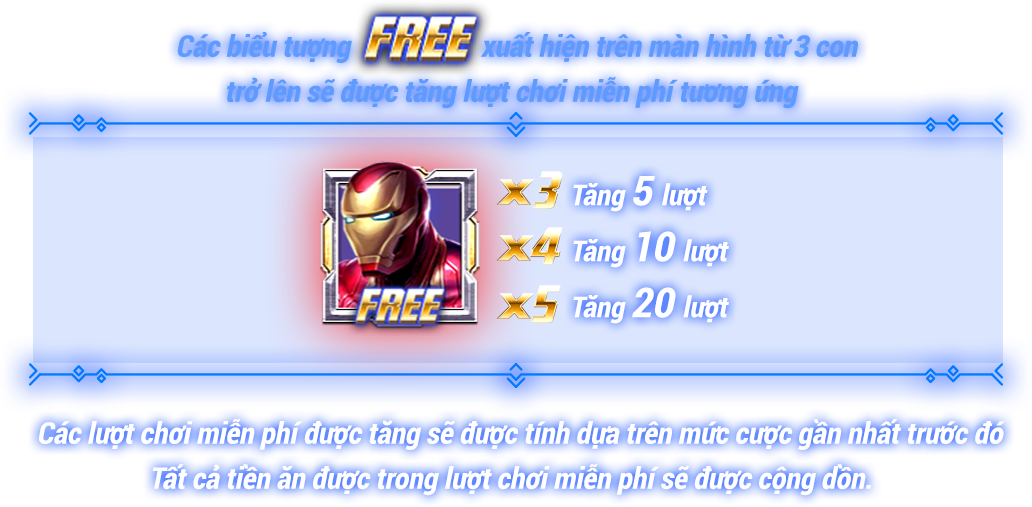 Các biểu tượng FREE xuất hiện trên màn hình từ 3 con
trở lên sẽ được tăng lượt chơi miễn phí tương ứng
x3 Tăng 5 lượt
x4 Tăng 10 lượt
FREE
x5 Tăng 20 lượt
Các lượt chơi miễn phí được tăng sẽ được tính dựa trên mức cược gần nhất trước đó
Tất cả tiền ăn được trong lượt chơi miễn phí sẽ được cộng dồn.